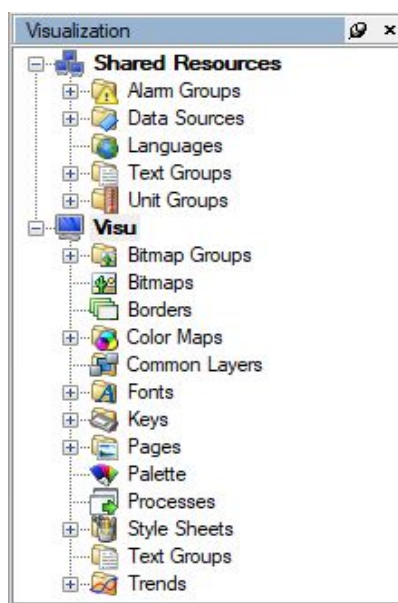 Visualization
Shared Resources
Alarm Groups
Data Sources
Languages
Text Groups
Unit Groups
Visu
Bitmap Groups
Bitmaps
Borders
Color Maps
Common Layers
Fonts
Keys
Pages
Palette
Processes
Style Sheets
Text Groups
Trends